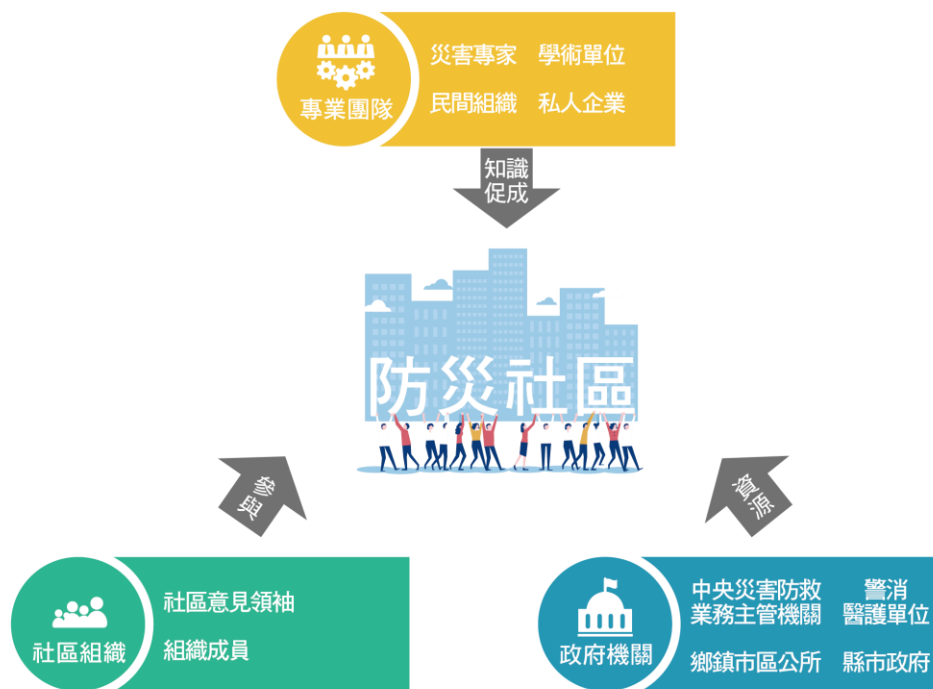 專業團隊
災害專家 學術單位
民間組織 私人企業
知識
促成
防災社區
參與
資源
社區組織
社區意見領袖
組織成員
政府機關
中央災害防救
業務主管機關
警消
醫護單位
鄉鎮市區公所 縣市政府